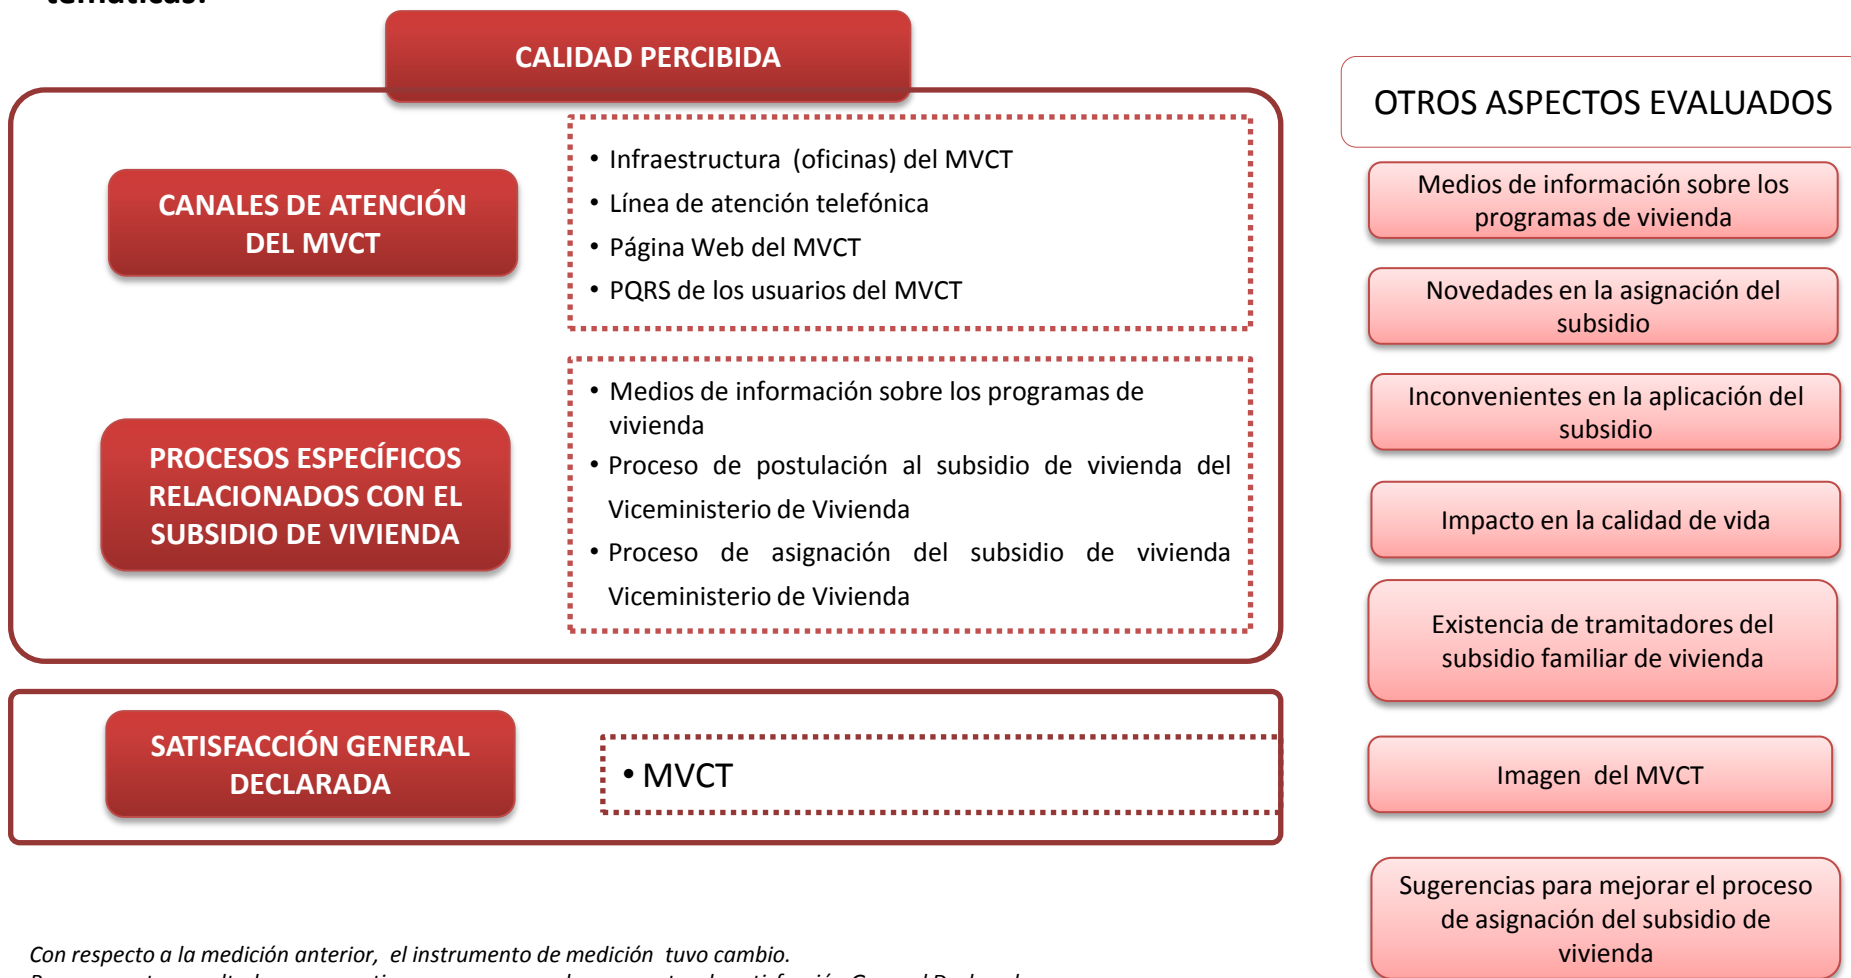 temáticas:
CALIDAD PERCIBIDA
CANALES DE ATENCIÓN
DEL MVCT
• Infraestructura (oficinas) del MVCT
• Línea de atención telefónica
• Página Web del MVCT
• PQRS de los usuarios del MVCT
PROCESOS ESPECÍFICOS
RELACIONADOS CON EL
SUBSIDIO DE VIVIENDA
• Medios de información sobre los programas de
vivienda
• Proceso de postulación al subsidio de vivienda del
Viceministerio de Vivienda
• Proceso de asignación del subsidio de vivienda
Viceministerio de Vivienda
SATISFACCIÓN GENERAL
DECLARADA
• MVCT
OTROS ASPECTOS EVALUADOS
Medios de información sobre los
programas de vivienda
Novedades en la asignación del
subsidio
Inconvenientes en la aplicación del
subsidio
Impacto en la calidad de vida
Existencia de tramitadores del
subsidio familiar de vivienda
Imagen del MVCT
Sugerencias para mejorar el proceso
de asignación del subsidio de
vivienda
Con respecto a la medición anterior, el instrumento de medición tuvo cambio.